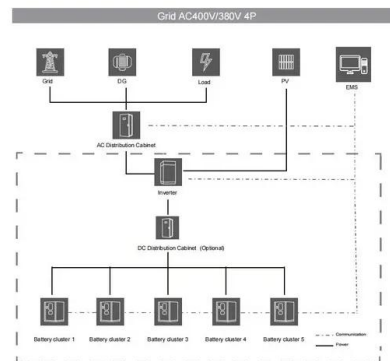 Grid AC400V/380V 4P
Grid
DG
Load
PV
EMS
AC Distribution Cabinet
Inverter
DC Distribution Cabinet (Optional)
Battery cluster 1
Battery cluster 2
Battery cluster 3
Battery cluster 4
Battery cluster 5
Communication
Power